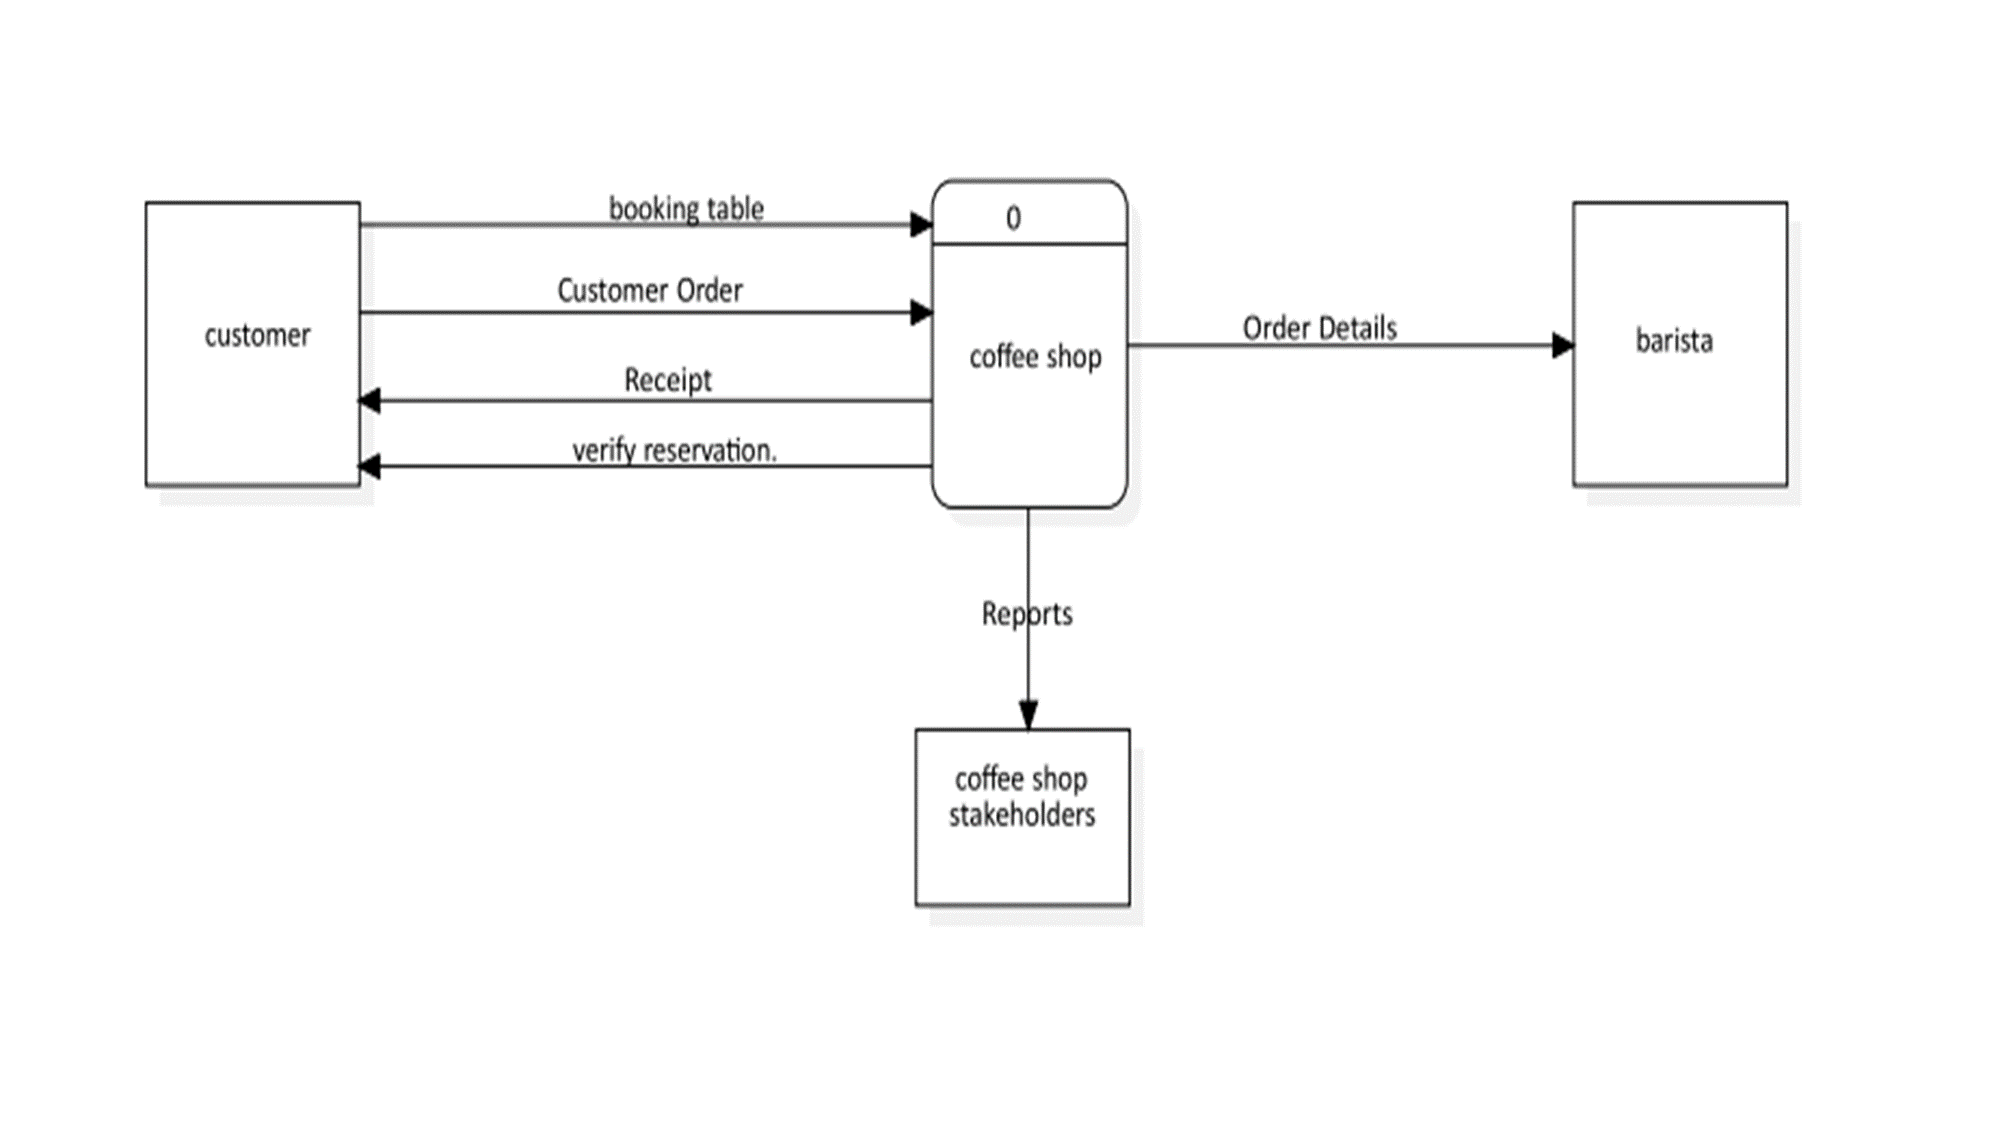 booking table
0
Customer Order
customer
coffee shop
Order Details
barista
Receipt
verify reservation.
Reports
coffee shop
stakeholders